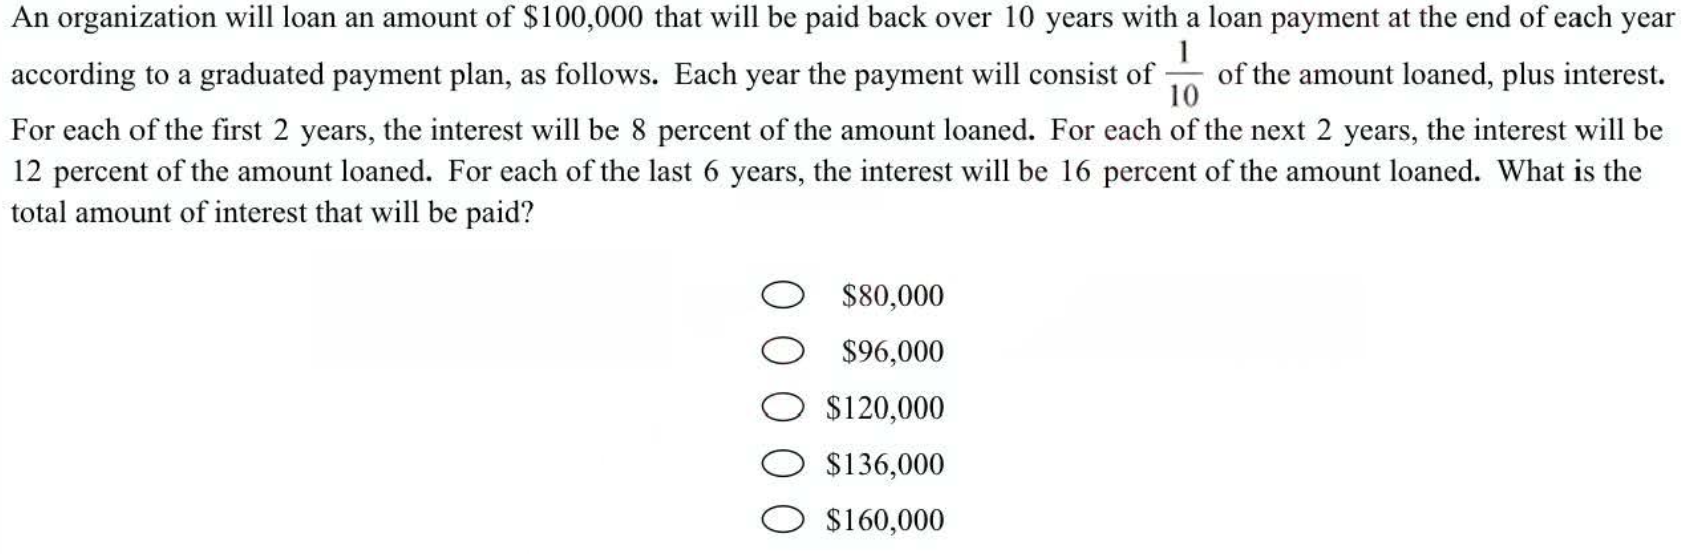 An organization will loan an amount of $100,000 that will be paid back over 10 years with a loan payment at the end of each year
according to a graduated payment plan, as follows. Each year the payment will consist of 1/10 of the amount loaned, plus interest.
For each of the first 2 years, the interest will be 8 percent of the amount loaned. For each of the next 2 years, the interest will be
12 percent of the amount loaned. For each of the last 6 years, the interest will be 16 percent of the amount loaned. What is the
total amount of interest that will be paid?
$80,000
$96,000
$120,000
$136,000
$160,000